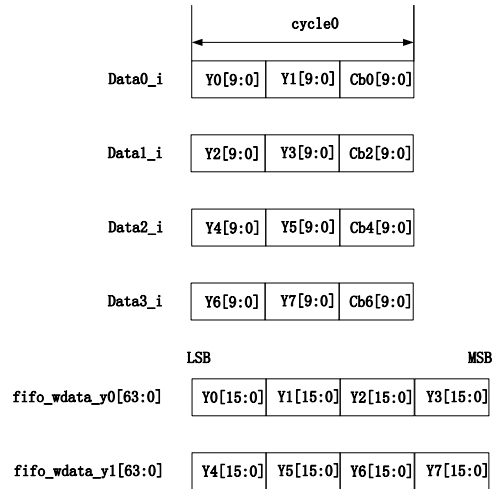 cycle0
Data0_i Y0[9:0] Y1[9:0] Cb0[9:0]
Data1_i Y2[9:0] Y3[9:0] Cb2[9:0]
Data2_i Y4[9:0] Y5[9:0] Cb4[9:0]
Data3_i Y6[9:0] Y7[9:0] Cb6[9:0]
LSB MSB
fifo_wdata_y0[63:0] Y0[15:0] Y1[15:0] Y2[15:0] Y3[15:0]
fifo_wdata_y1[63:0] Y4[15:0] Y5[15:0] Y6[15:0] Y7[15:0]